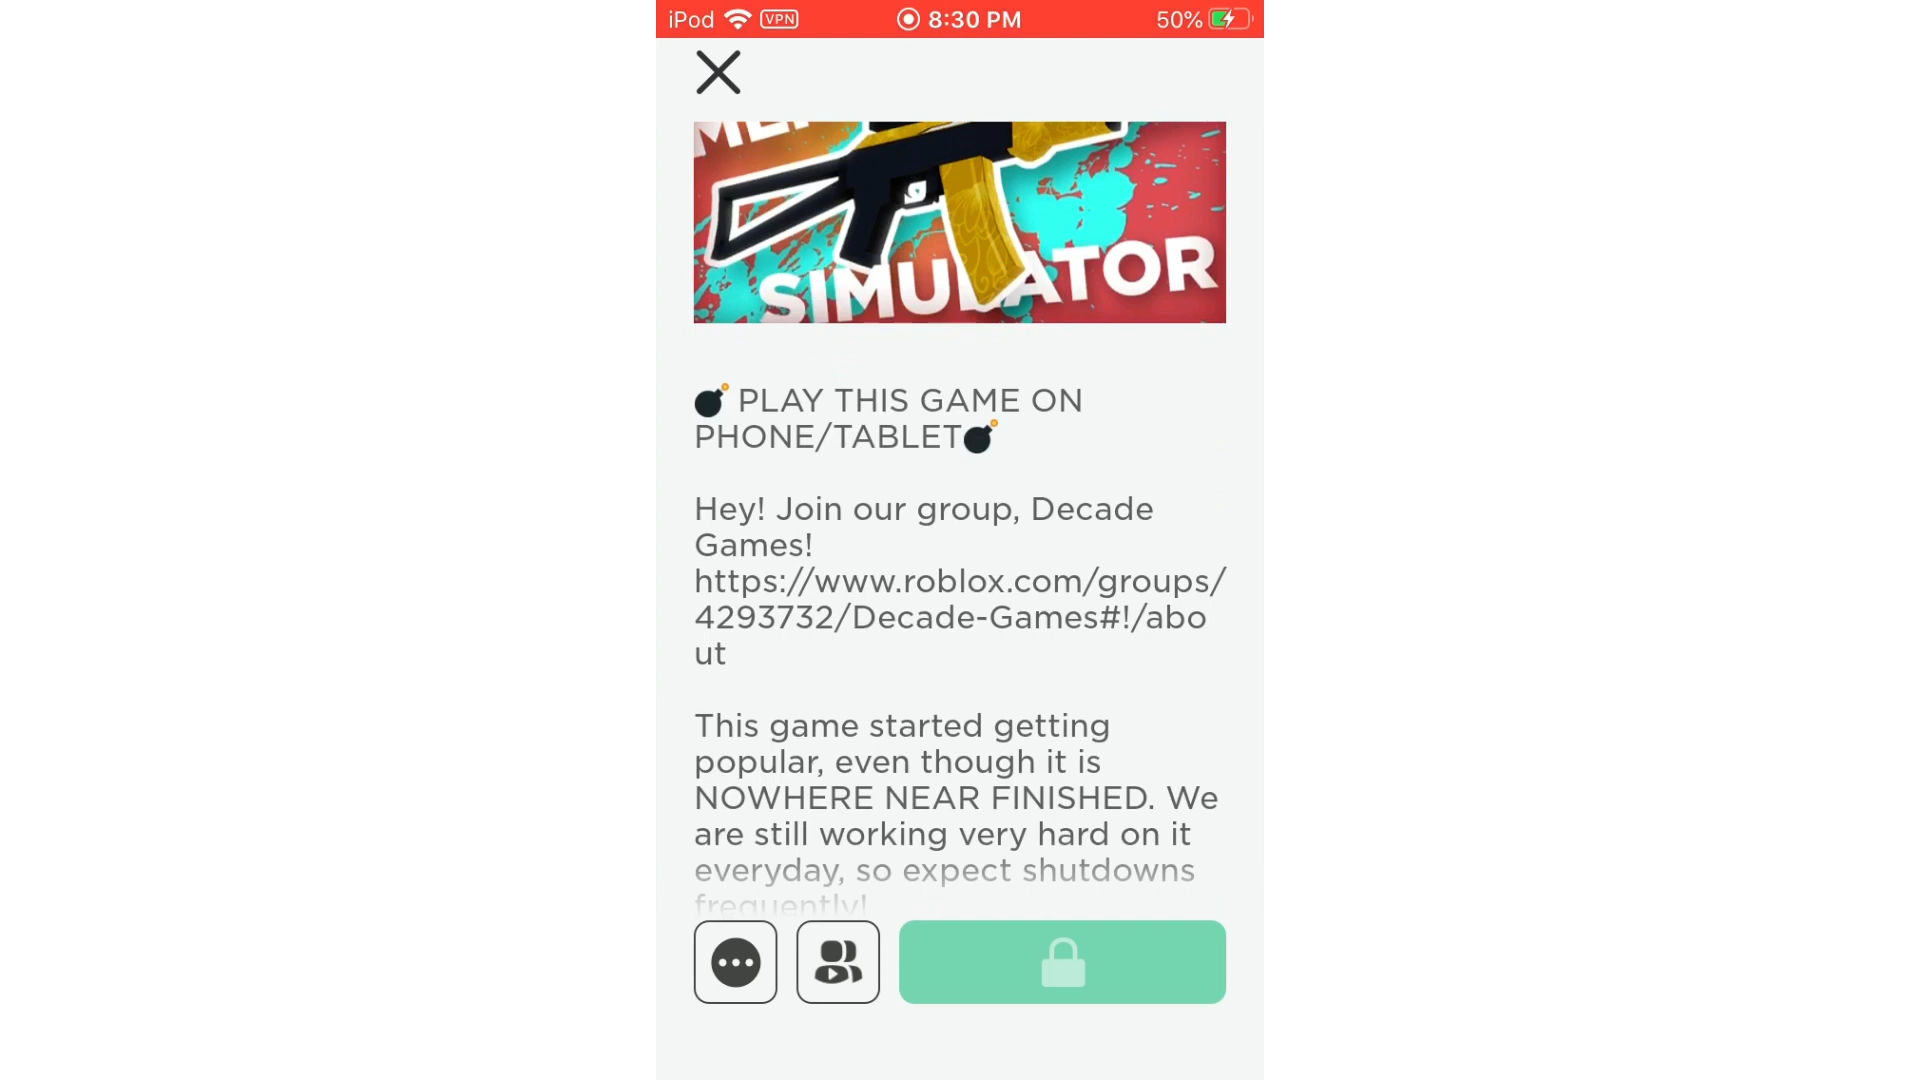 iPod VPN 8:30 PM 50%
SIMULATOR
PLAY THIS GAME ON
PHONE/TABLET
Hey! Join our group, Decade
Games!
https://www.roblox.com/groups/
4293732/Decade-Games#!/abo
ut
This game started getting
popular, even though it is
NOWHERE NEAR FINISHED. We
are still working very hard on it
everyday, so expect shutdowns
frequently!